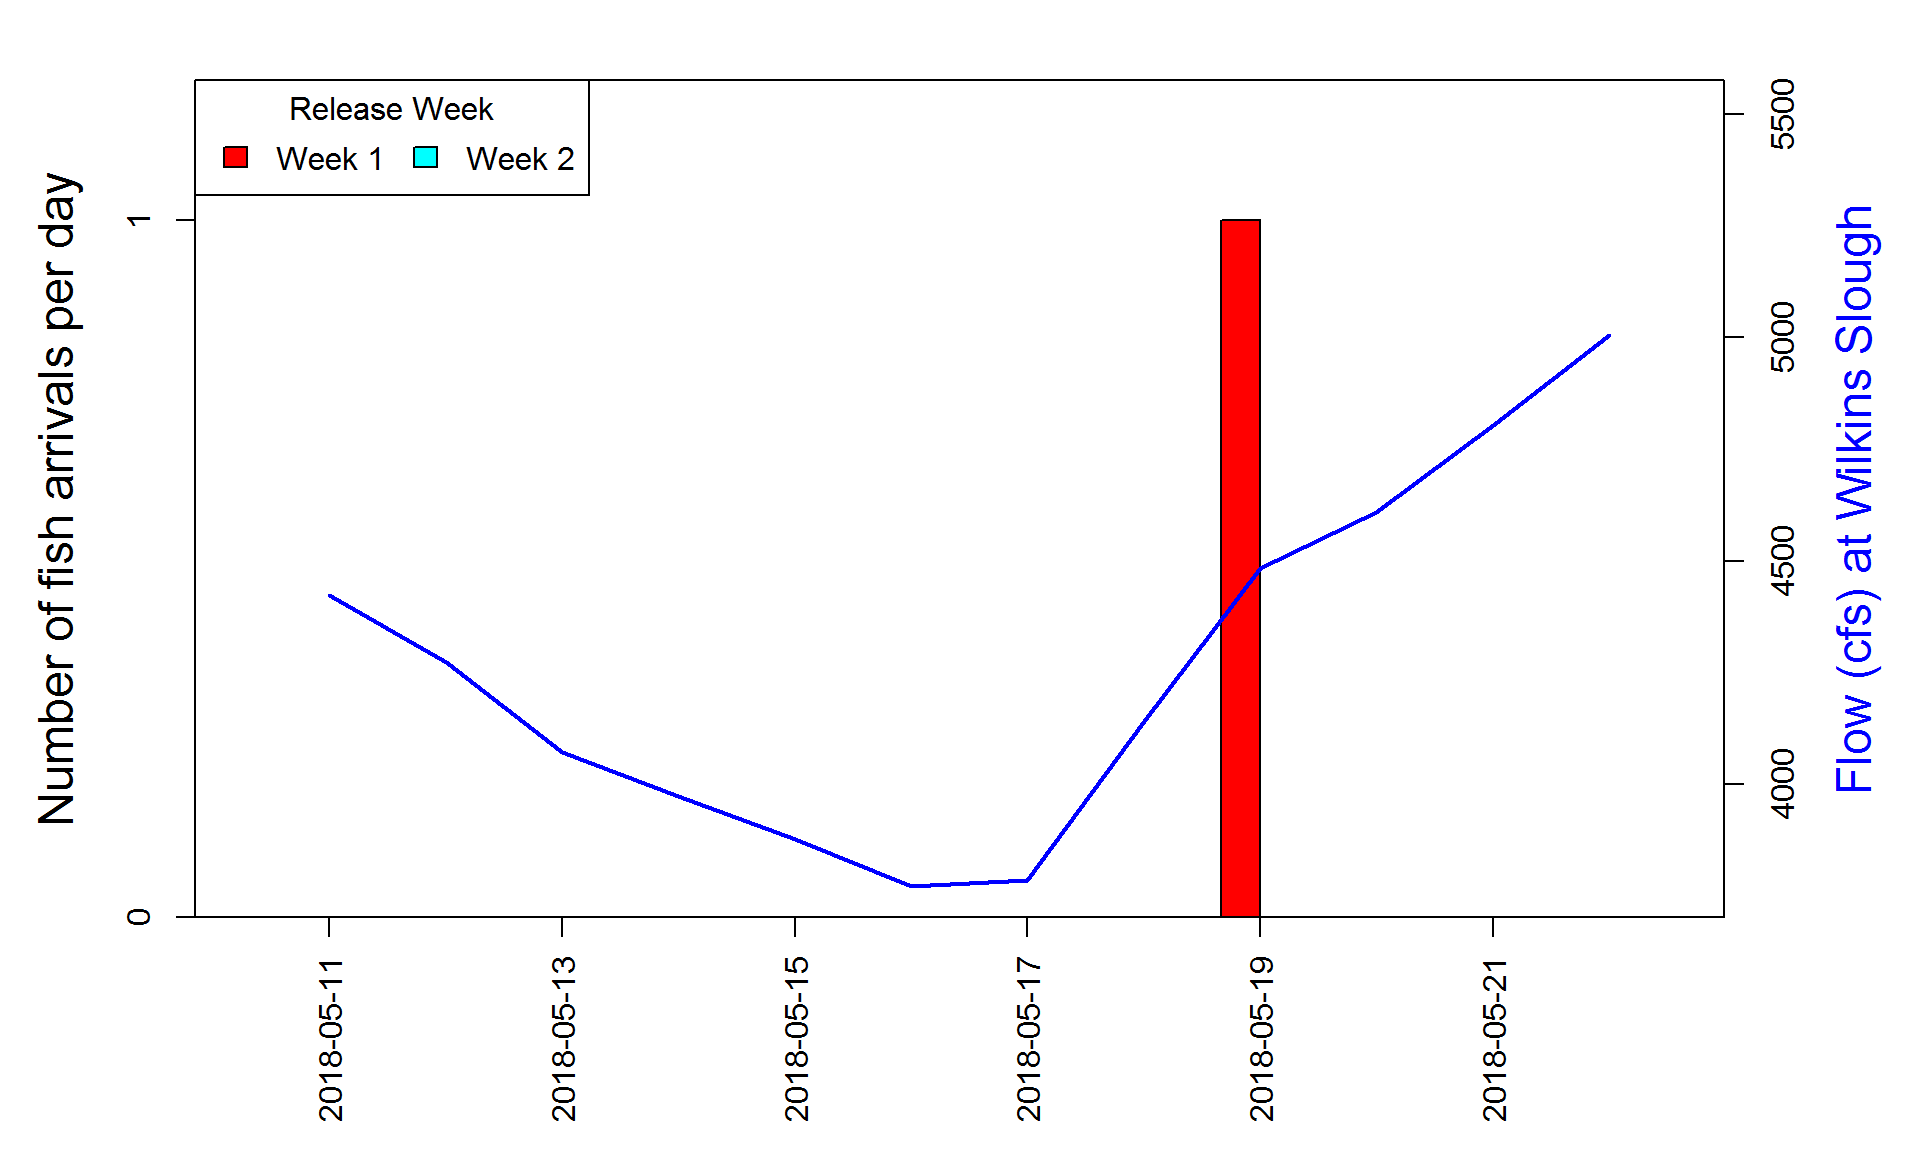 Release Week
Week 1
Week 2
Number of fish arrivals per day
1
0
5500
5000
4500
4000
Flow (cfs) at Wilkins Slough
2018-05-11
2018-05-13
2018-05-15
2018-05-17
2018-05-19
2018-05-21